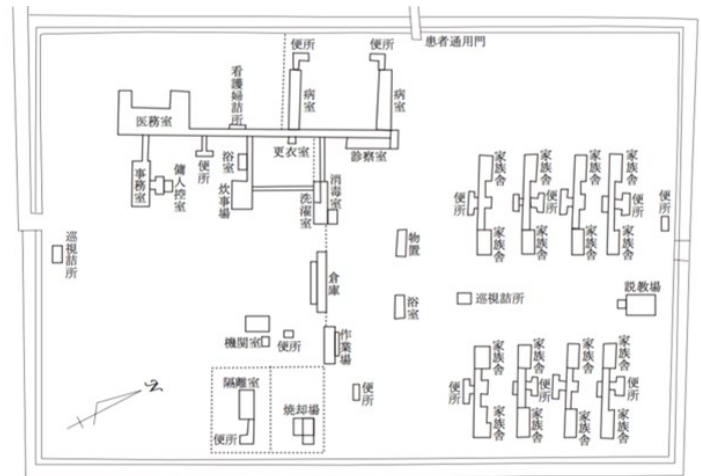 患者通用門
便所
便所
看護婦詰所
病室
病室
医務室
更衣室
診察室
浴室
便所
事務室
傭人控室
炊事場
消毒室
洗濯室
家族舎
家族舎
家族舎
家族舎
便所
便所
便所
便所
便所
家族舎
家族舎
家族舎
家族舎
巡視詰所
物置
倉庫
浴室
巡視詰所
説教場
機関室
便所
作業場
家族舎
家族舎
家族舎
家族舎
隔離室
焼却場
便所
便所
便所
便所
便所
便所
家族舎
家族舎
家族舎
家族舎
N